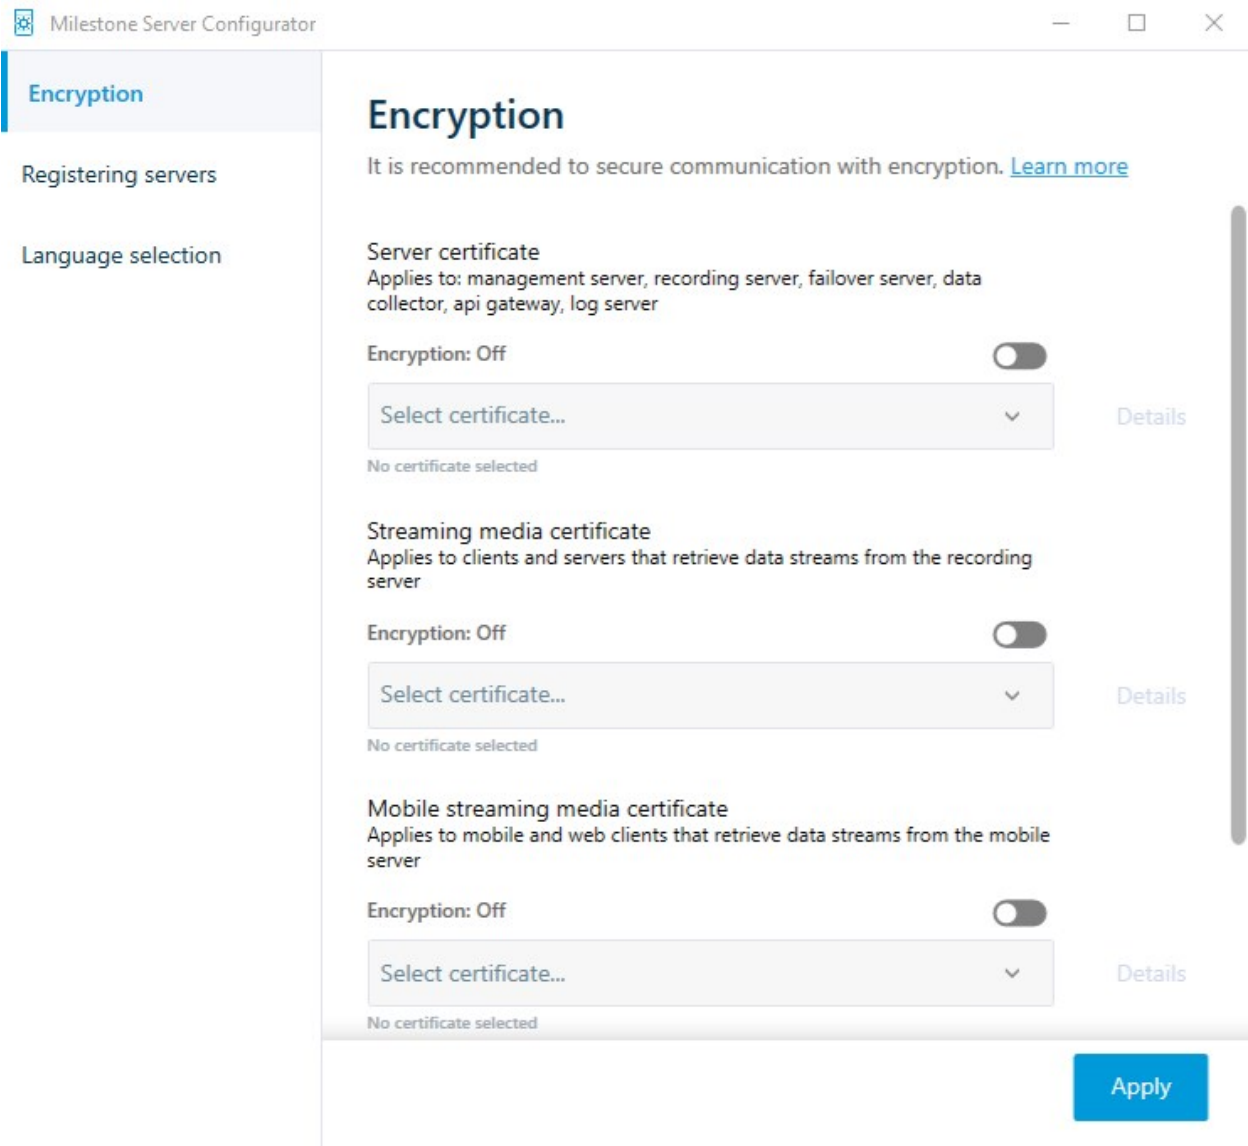 Milestone Server Configurator
Encryption
Registering servers
Language selection
Encryption
It is recommended to secure communication with encryption. Learn more
Server certificate
Applies to: management server, recording server, failover server, data
collector, api gateway, log server
Encryption: Off
Select certificate...
Details
No certificate selected
Streaming media certificate
Applies to clients and servers that retrieve data streams from the recording
server
Encryption: Off
Select certificate...
Details
No certificate selected
Mobile streaming media certificate
Applies to mobile and web clients that retrieve data streams from the mobile
server
Encryption: Off
Select certificate...
Details
No certificate selected
Apply